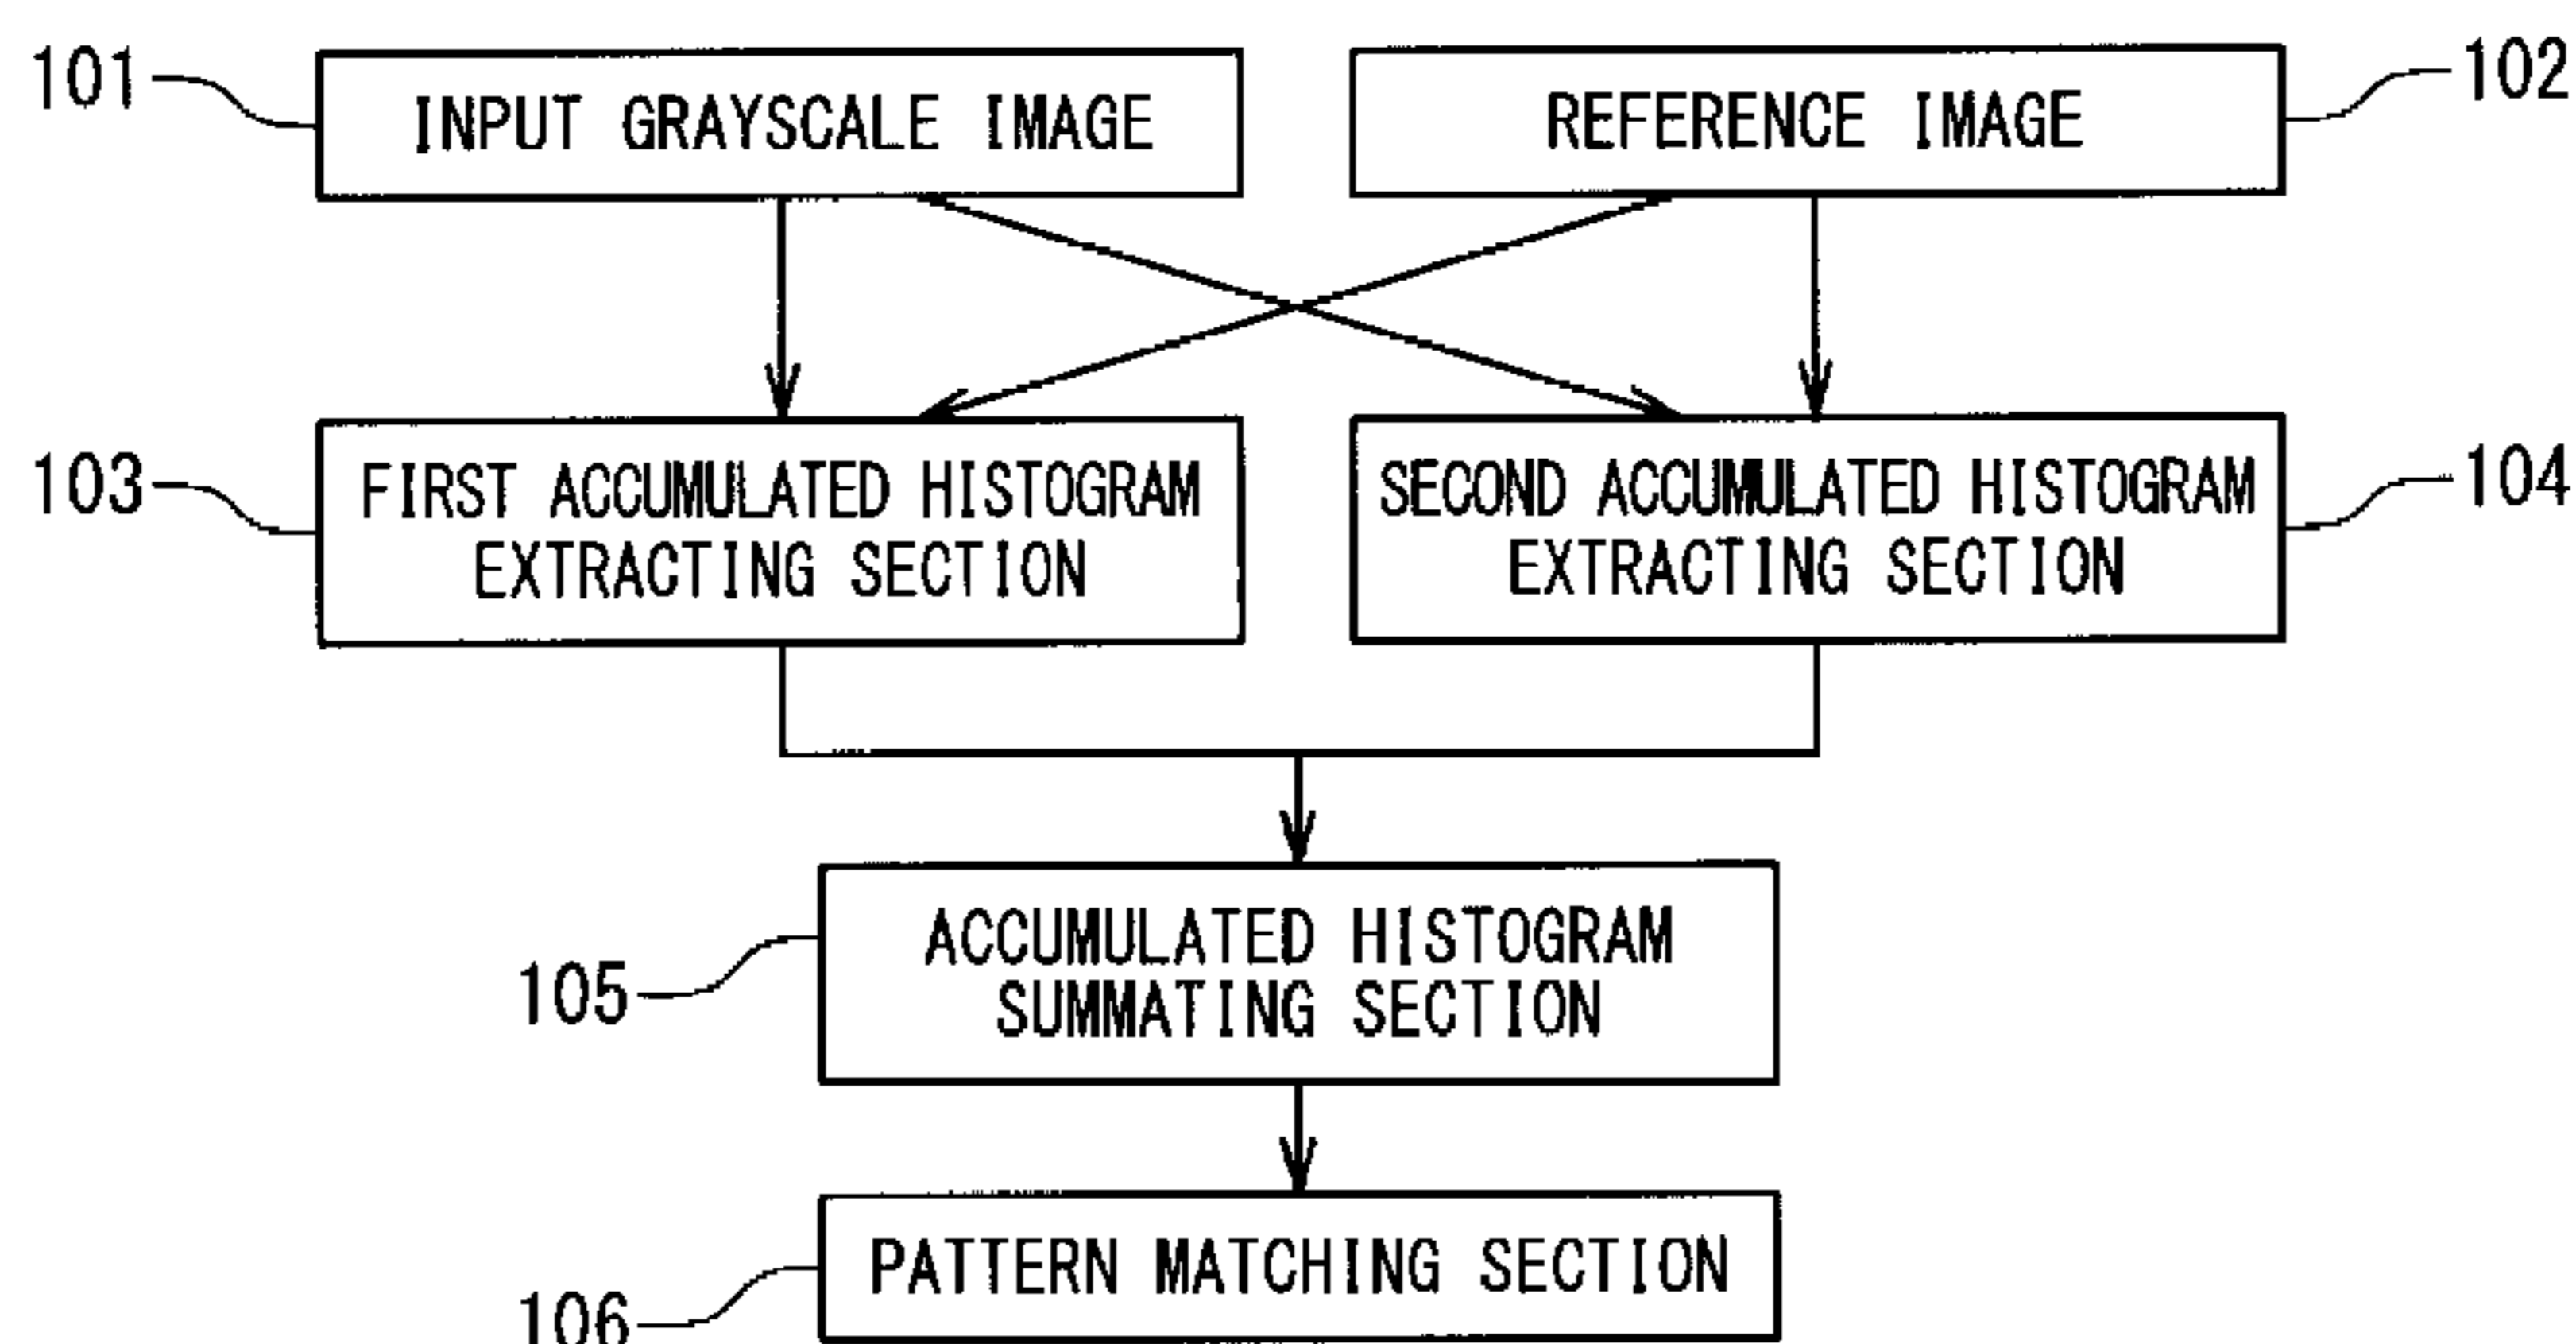 101
INPUT GRAYSCALE IMAGE
REFERENCE IMAGE
102
103
FIRST ACCUMULATED HISTOGRAM
EXTRACTING SECTION
SECOND ACCUMULATED HISTOGRAM
EXTRACTING SECTION
104
105
ACCUMULATED HISTOGRAM
SUMMATING SECTION
106
PATTERN MATCHING SECTION